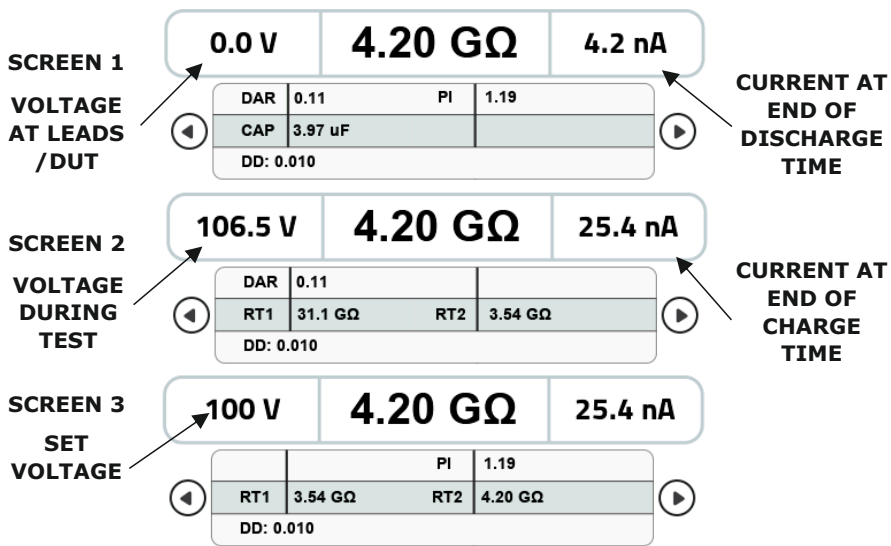 SCREEN 1
VOLTAGE
AT LEADS
/DUT
0.0 V 4.20 GΩ 4.2 nA
DAR 0.11 PI 1.19
CAP 3.97 uF
DD: 0.010
CURRENT AT
END OF
DISCHARGE
TIME
SCREEN 2
VOLTAGE
DURING
TEST
106.5 V 4.20 GΩ 25.4 nA
DAR 0.11
RT1 31.1 GΩ RT2 3.54 GΩ
DD: 0.010
CURRENT AT
END OF
CHARGE
TIME
SCREEN 3
SET
VOLTAGE
100 V 4.20 GΩ 25.4 nA
PI 1.19
RT1 3.54 GΩ RT2 4.20 GΩ
DD: 0.010